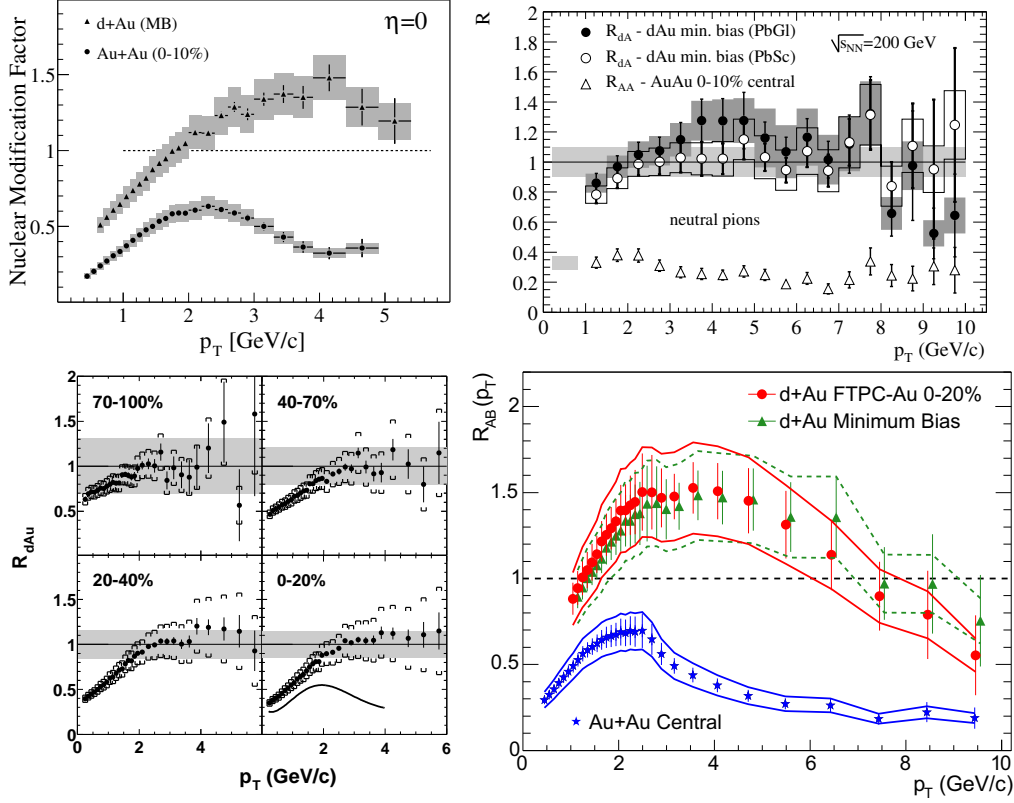 d+Au (MB)
Au+Au (0-10%)
η=0
Nuclear Modification Factor
1.5
1
0.5
1 2 3 4 5
p_T [GeV/c]
R
2
1.8
1.6
1.4
1.2
1
0.8
0.6
0.4
0.2
0
R_dA - dAu min. bias (PbGl)
R_dA - dAu min. bias (PbSc)
R_AA - AuAu 0-10% central
√s_NN=200 GeV
neutral pions
0 1 2 3 4 5 6 7 8 9 10
p_T (GeV/c)
R_dAu
2
1.5
1
0.5
2
1.5
1
0.5
0
70-100%
40-70%
20-40%
0-20%
0 2 4
0 2 4 6
p_T (GeV/c)
R_AB(p_T)
2
1.5
1
0.5
0
d+Au FTPC-Au 0-20%
d+Au Minimum Bias
Au+Au Central
0 2 4 6 8 10
p_T (GeV/c)